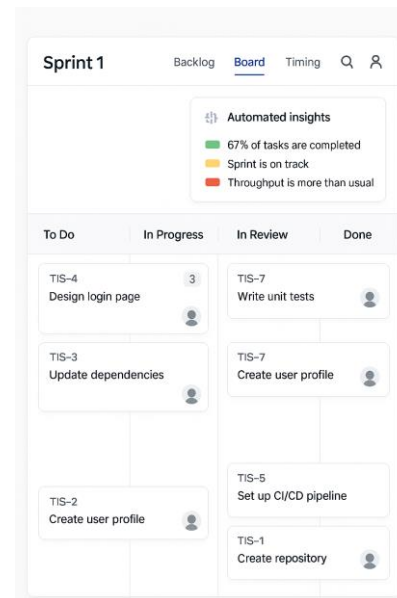 Sprint 1
Backlog
Board
Timing
Automated insights
67% of tasks are completed
Sprint is on track
Throughput is more than usual
To Do
In Progress
In Review
Done
TIS-4
3
Design login page
TIS-3
Update dependencies
TIS-2
Create user profile
TIS-7
Write unit tests
TIS-7
Create user profile
TIS-5
Set up CI/CD pipeline
TIS-1
Create repository